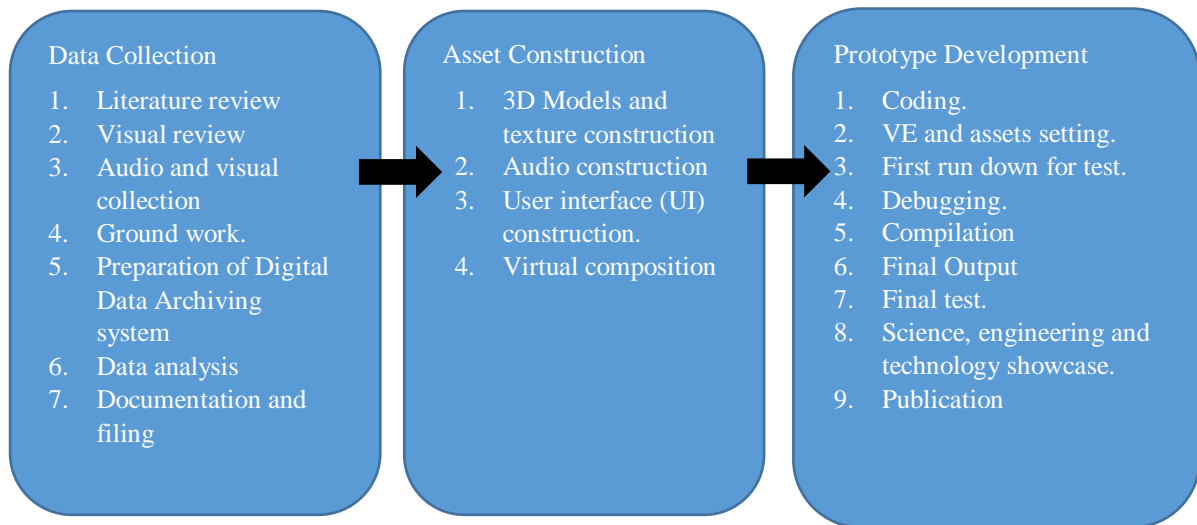 Data Collection
1. Literature review
2. Visual review
3. Audio and visual
collection
4. Ground work.
5. Preparation of Digital
Data Archiving
system
6. Data analysis
7. Documentation and
filing
Asset Construction
1. 3D Models and
texture construction
2. Audio construction
3. User interface (UI)
construction.
4. Virtual composition
Prototype Development
1. Coding.
2. VE and assets setting.
3. First run down for test.
4. Debugging.
5. Compilation
6. Final Output
7. Final test.
8. Science, engineering and
technology showcase.
9. Publication